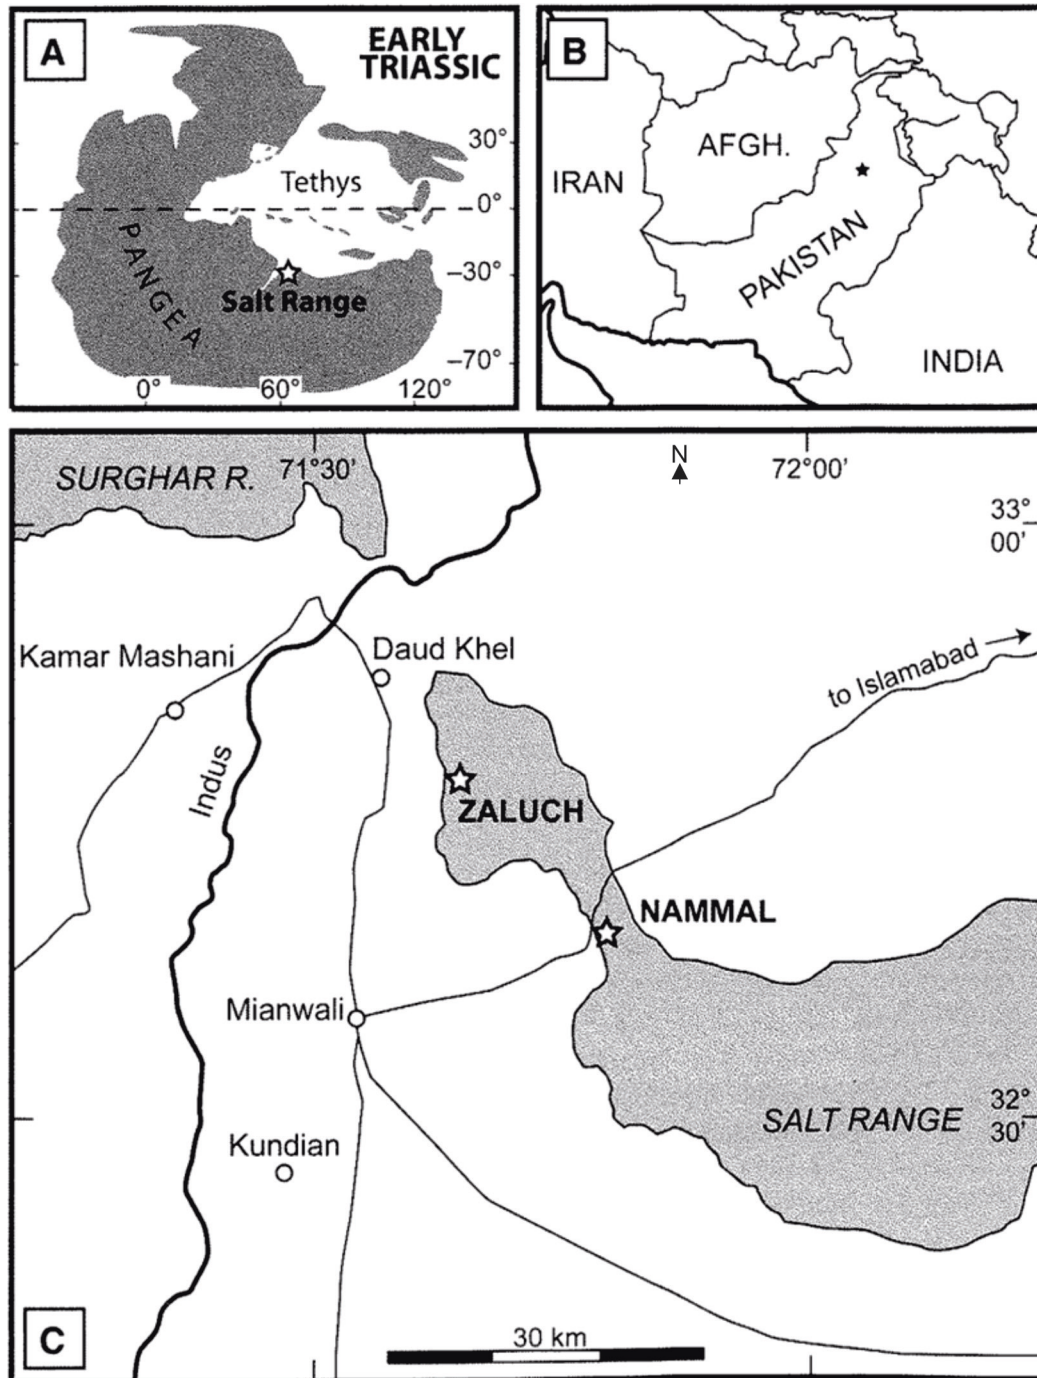 A
EARLY
TRIASSIC
30°
Tethys
0°
PANGEA
–30°
Salt Range
–70°
0°
60°
120°
B
AFGH.
IRAN
PAKISTAN
INDIA
SURGHAR R.
71°30'
N
72°00'
33°
00'
Kamar Mashani
Daud Khel
to Islamabad
Indus
ZALUCH
NAMMAL
Mianwali
SALT RANGE
32°
30'
Kundian
C
30 km